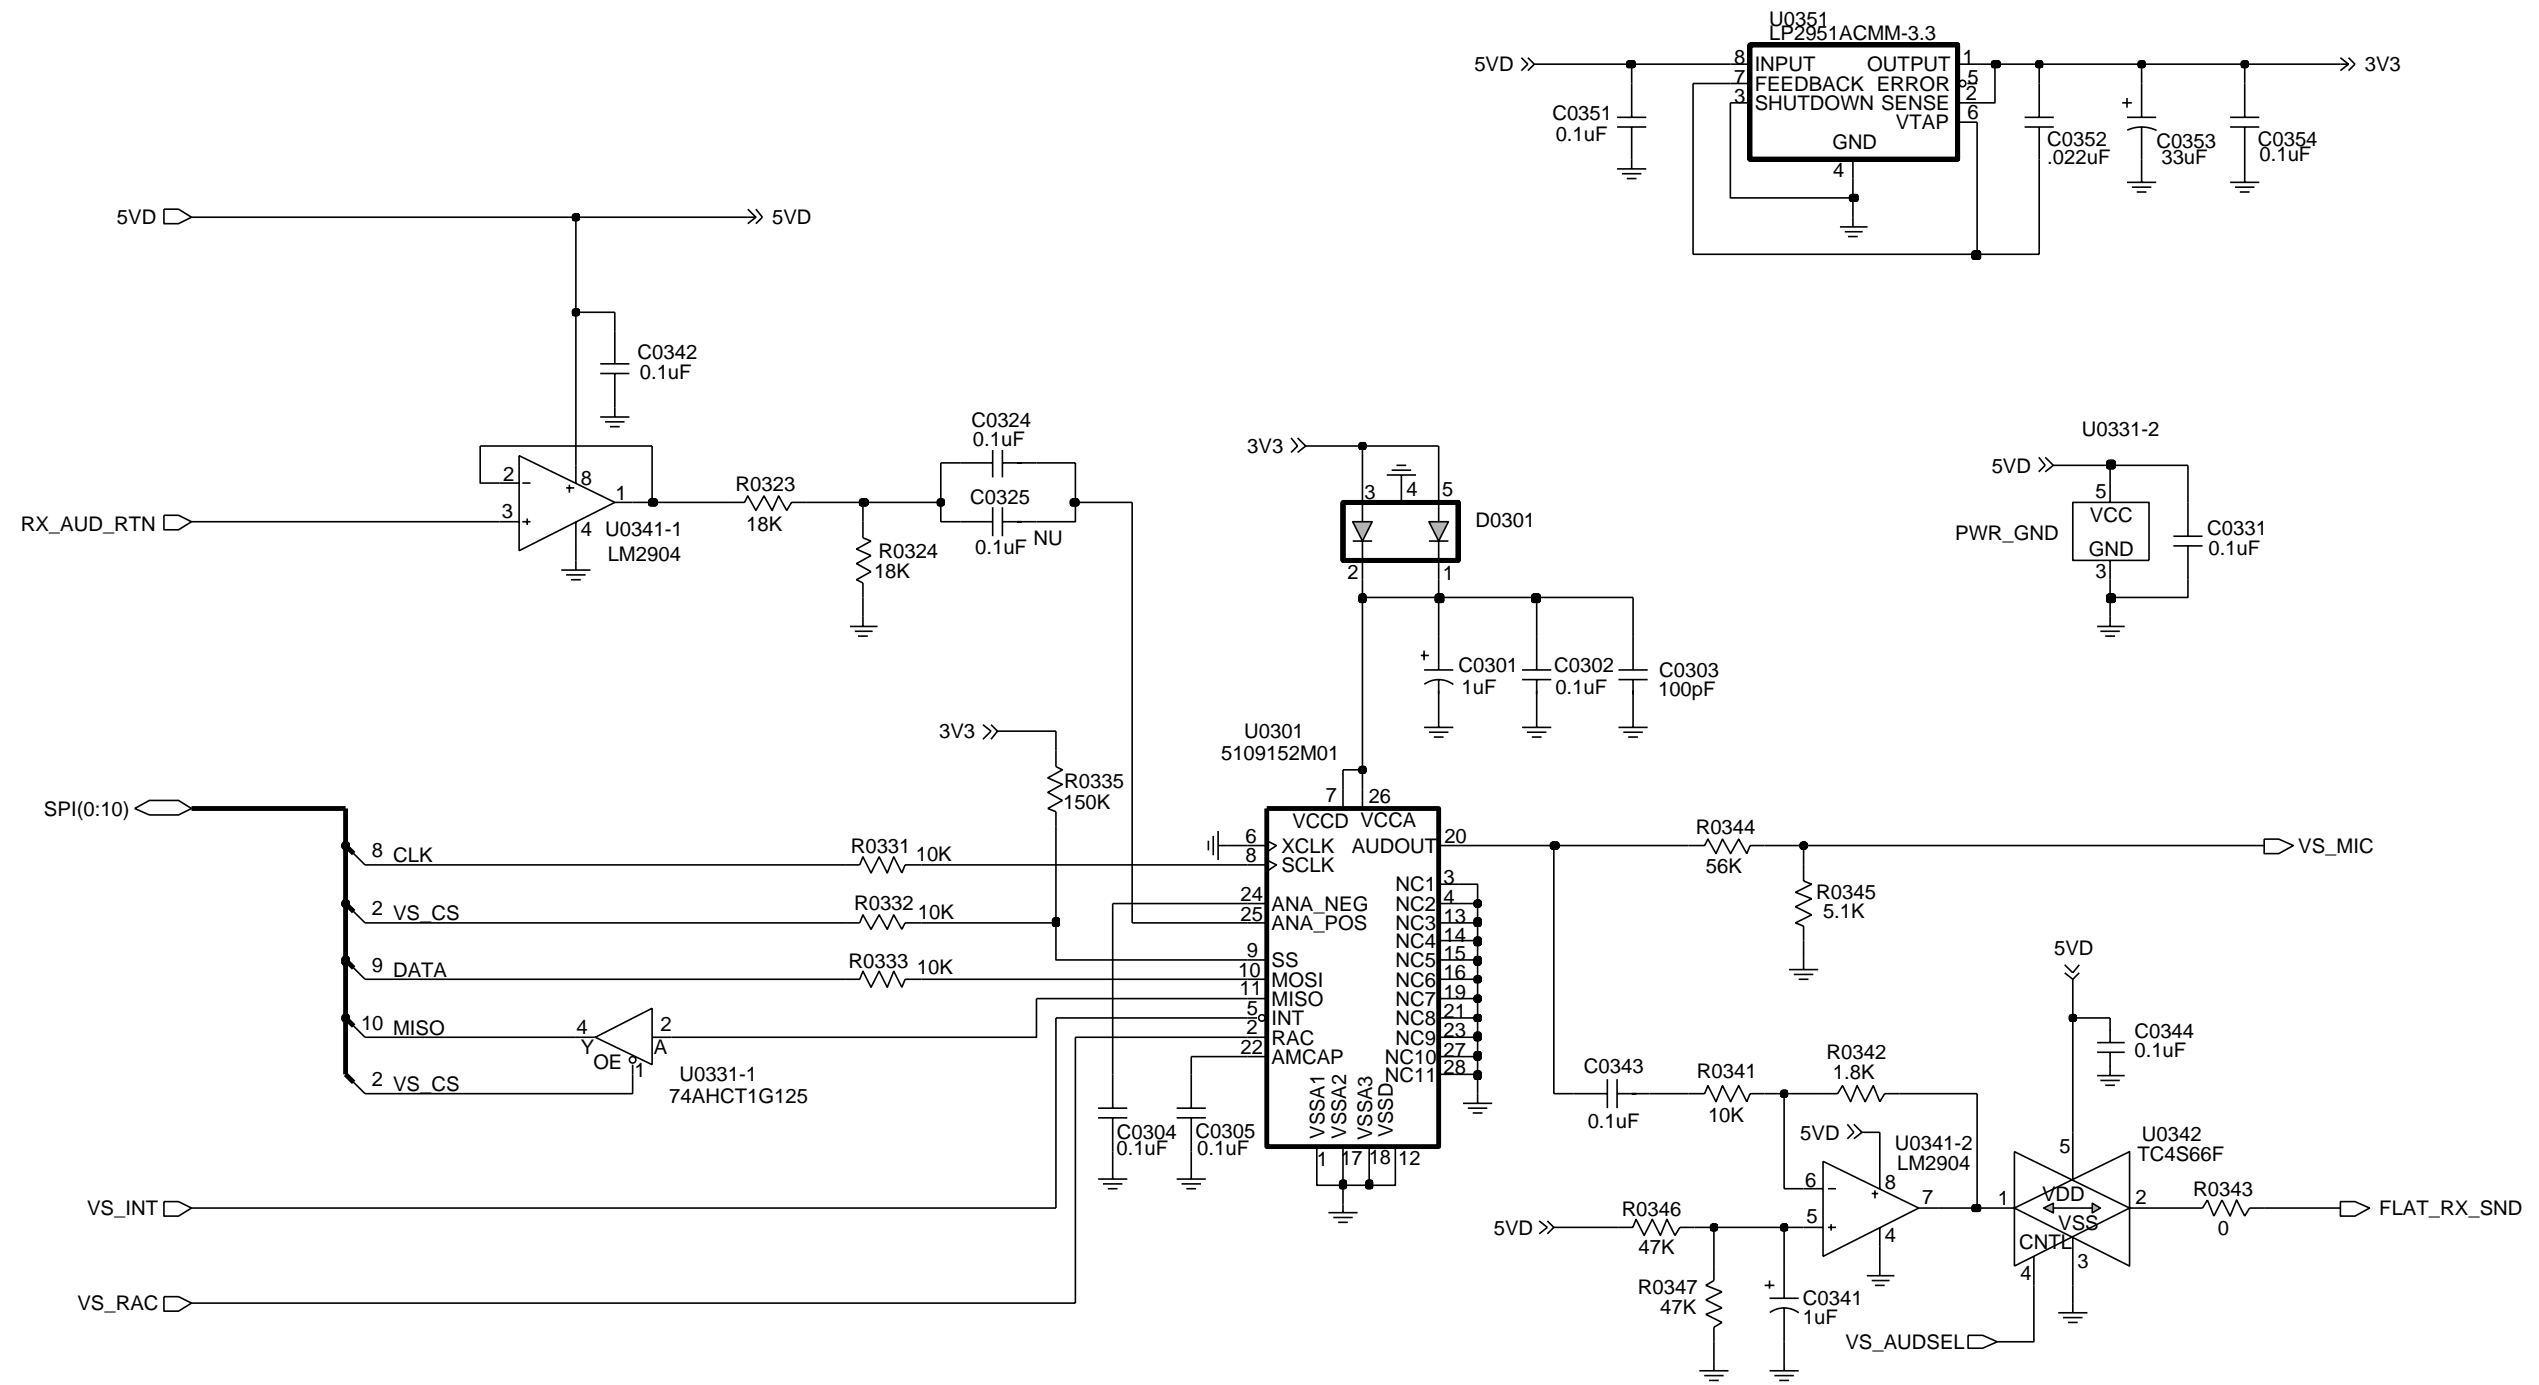 U0351
LP2951ACMM-3.3
5VD
8
INPUT
OUTPUT
1
3V3
7
FEEDBACK
ERROR
5
3
SHUTDOWN
SENSE
2
VTAP
6
GND
4
C0351
0.1uF
C0352
.022uF
+
C0353
33uF
C0354
0.1uF
5VD
5VD
C0342
0.1uF
RX_AUD_RTN
2
-
3
+
+
8
4
1
U0341-1
LM2904
R0323
18K
R0324
18K
C0324
0.1uF
C0325
0.1uF
NU
3V3
3
4
5
D0301
2
1
+
C0301
1uF
C0302
0.1uF
C0303
100pF
U0331-2
5VD
5
VCC
PWR_GND
GND
3
C0331
0.1uF
3V3
R0335
150K
U0301
5109152M01
7
26
VCCD
VCCA
SPI(0:10)
8
CLK
R0331
10K
2
VS_CS
R0332
10K
9
DATA
R0333
10K
10
MISO
4
Y
OE
1
2
A
2
VS_CS
U0331-1
74AHCT1G125
6
XCLK
8
SCLK
24
ANA_NEG
25
ANA_POS
9
SS
10
MOSI
11
MISO
5
INT
2
RAC
22
AMCAP
AUDOUT
20
NC1
3
NC2
4
NC3
13
NC4
14
NC5
15
NC6
16
NC7
19
NC8
21
NC9
23
NC10
27
NC11
28
VSSA1
VSSA2
VSSA3
VSSD
1
17
18
12
C0304
0.1uF
C0305
0.1uF
VS_INT
VS_RAC
R0344
56K
VS_MIC
R0345
5.1K
C0343
0.1uF
R0341
10K
R0342
1.8K
5VD
U0341-2
LM2904
6
-
5
+
+
8
4
7
5VD
R0346
47K
R0347
47K
+
C0341
1uF
5VD
C0344
0.1uF
5
U0342
TC4S66F
1
VDD
VSS
CNTL
2
4
3
R0343
0
FLAT_RX_SND
VS_AUDSEL